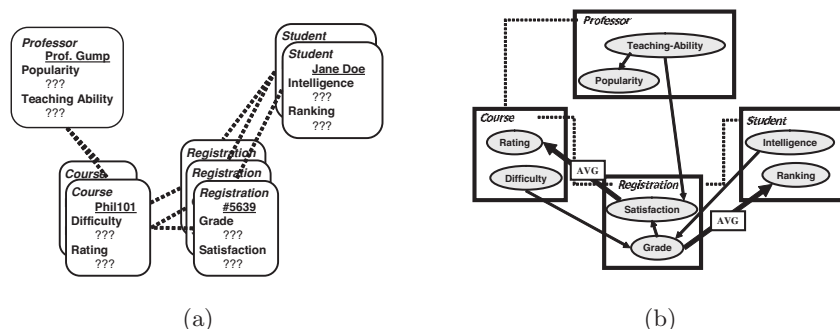 Professor
Prof. Gump
Popularity
???
Teaching Ability
???
Student
Student
Jane Doe
Intelligence
???
Ranking
???
Course
Course
Phil101
Difficulty
???
Rating
???
Registration
Registration
Registration
#5639
Grade
???
Satisfaction
???
(a)
Professor
Teaching-Ability
Popularity
Course
Rating
Difficulty
AVG
Registration
Satisfaction
Grade
AVG
Student
Intelligence
Ranking
(b)